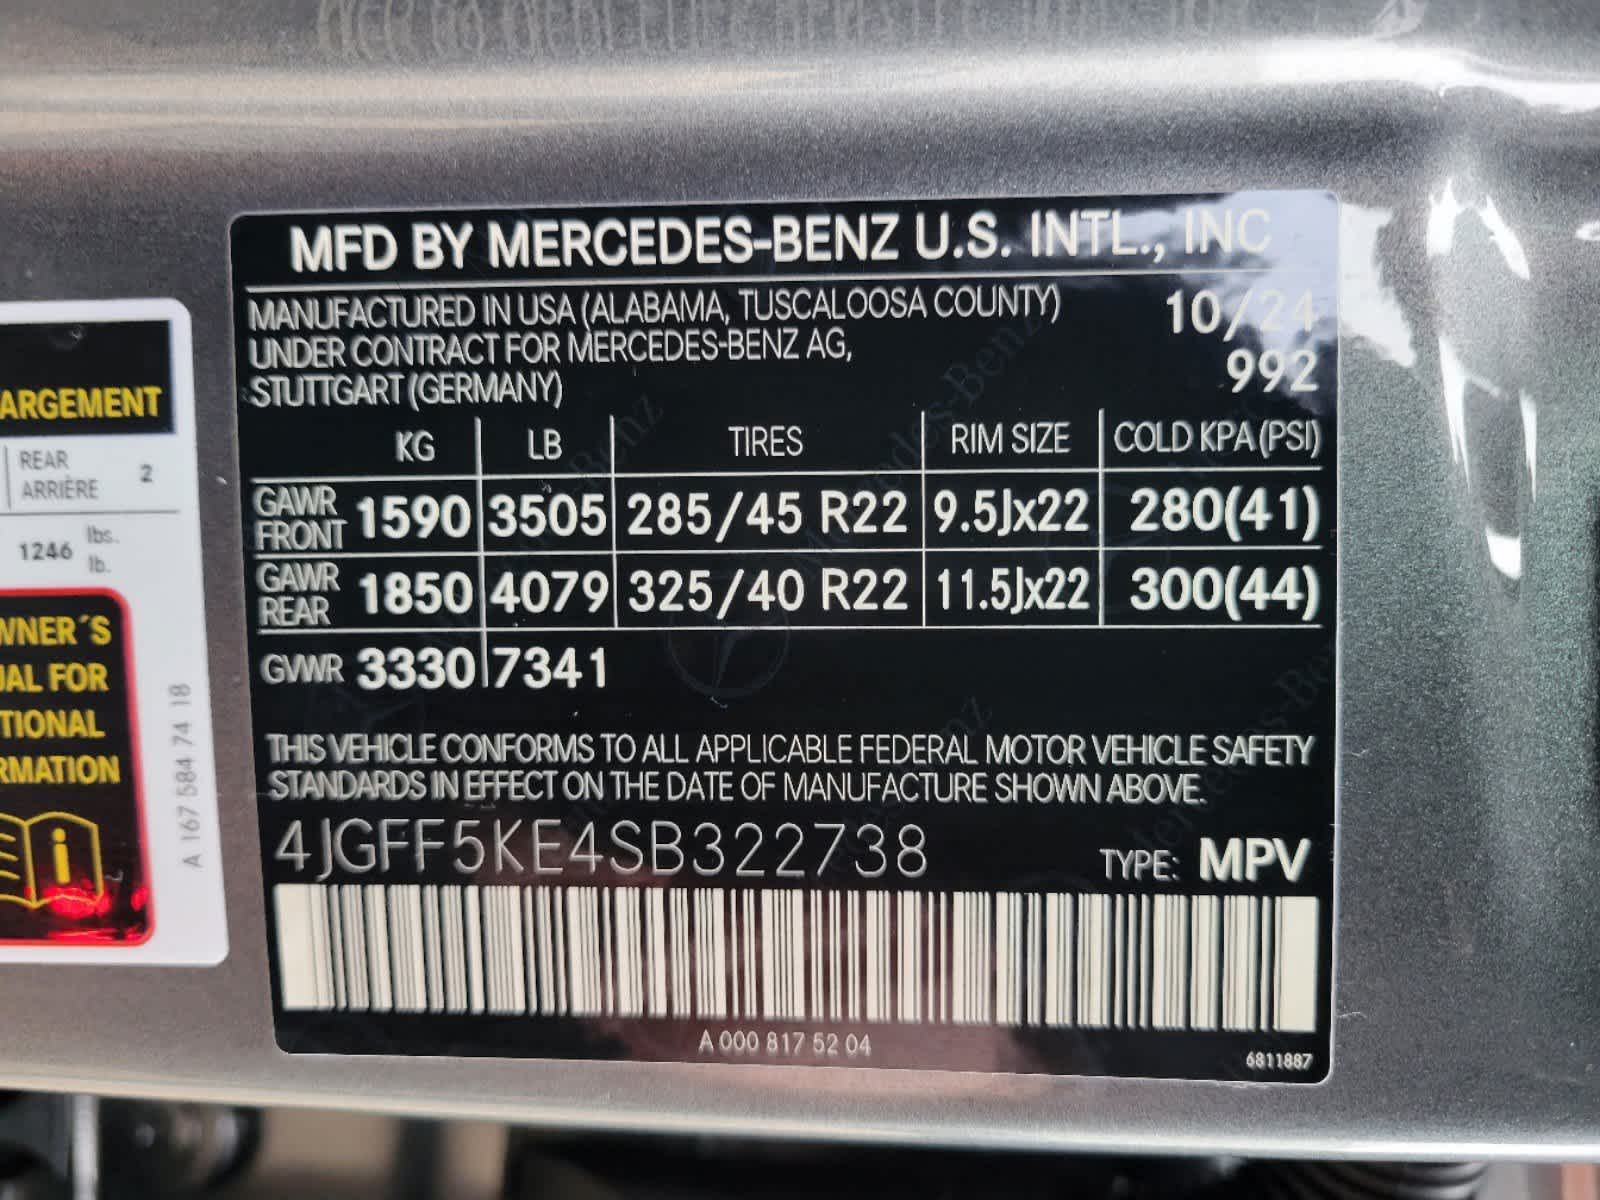 MFD BY MERCEDES-BENZ U.S. INTL., INC
MANUFACTURED IN USA (ALABAMA, TUSCALOOSA COUNTY) 10/24
UNDER CONTRACT FOR MERCEDES-BENZ AG, 992
STUTTGART (GERMANY)
KG LB TIRES RIM SIZE COLD KPA (PSI)
GAWR FRONT 1590 3505 285/45 R22 9.5Jx22 280(41)
GAWR REAR 1850 4079 325/40 R22 11.5Jx22 300(44)
GVWR 3330 7341
THIS VEHICLE CONFORMS TO ALL APPLICABLE FEDERAL MOTOR VEHICLE SAFETY
STANDARDS IN EFFECT ON THE DATE OF MANUFACTURE SHOWN ABOVE.
4JGFF5KE4SB322738 TYPE: MPV
A 000 817 52 04
6811887
ARGEMENT
REAR
ARRIÈRE 2
1246 lbs.
lb.
WNER´S
UAL FOR
TIONAL
RMATION
A 167 584 74 18